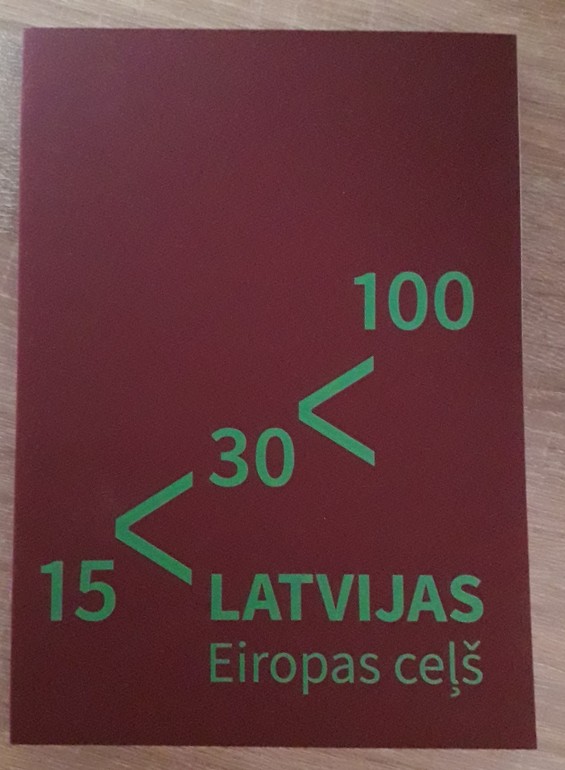 100
<
30
<
15
LATVIJAS
Eiropas ceļš